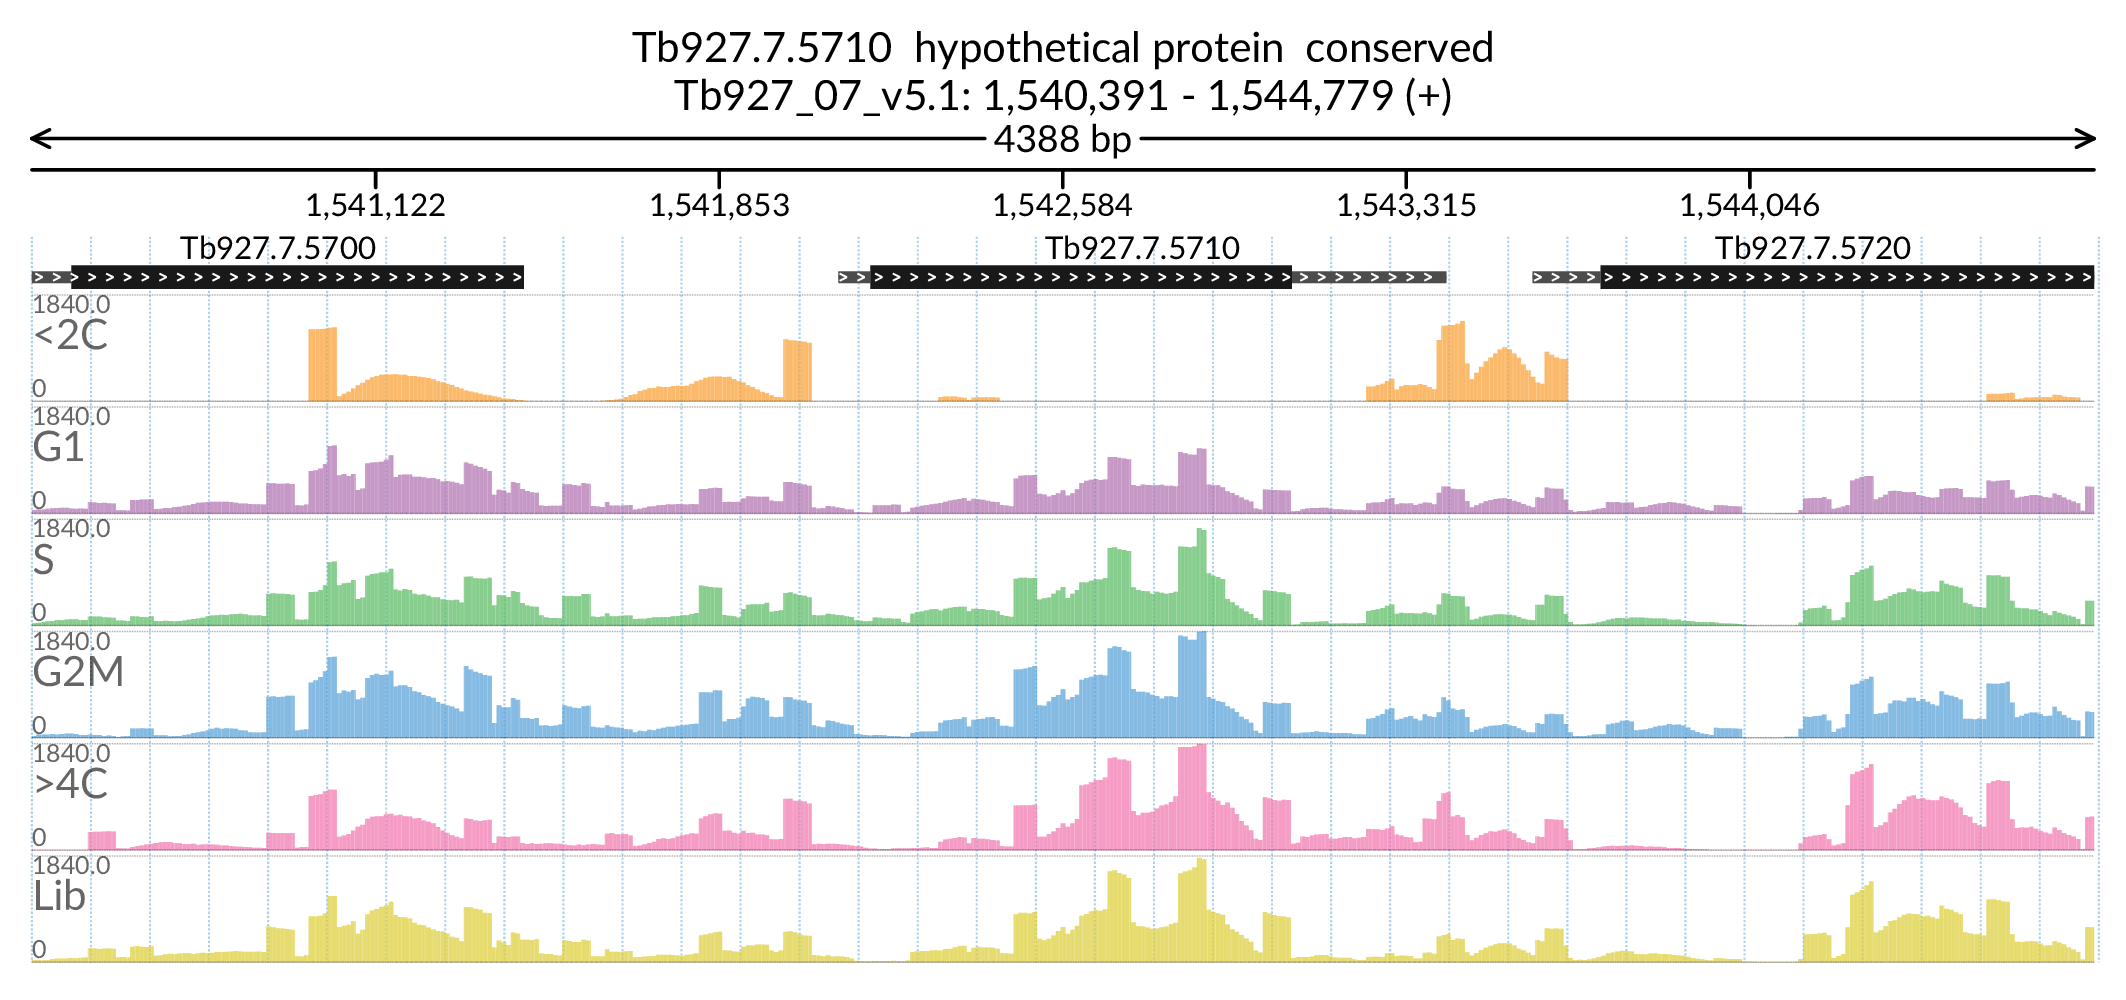 Tb927.7.5710  hypothetical protein  conserved
Tb927_07_v5.1: 1,540,391 - 1,544,779 (+)
4388 bp
1,541,122 1,541,853 1,542,584 1,543,315 1,544,046
Tb927.7.5700 Tb927.7.5710 Tb927.7.5720
1840.0
<2C
0
1840.0
G1
0
1840.0
S
0
1840.0
G2M
0
1840.0
>4C
0
1840.0
Lib
0